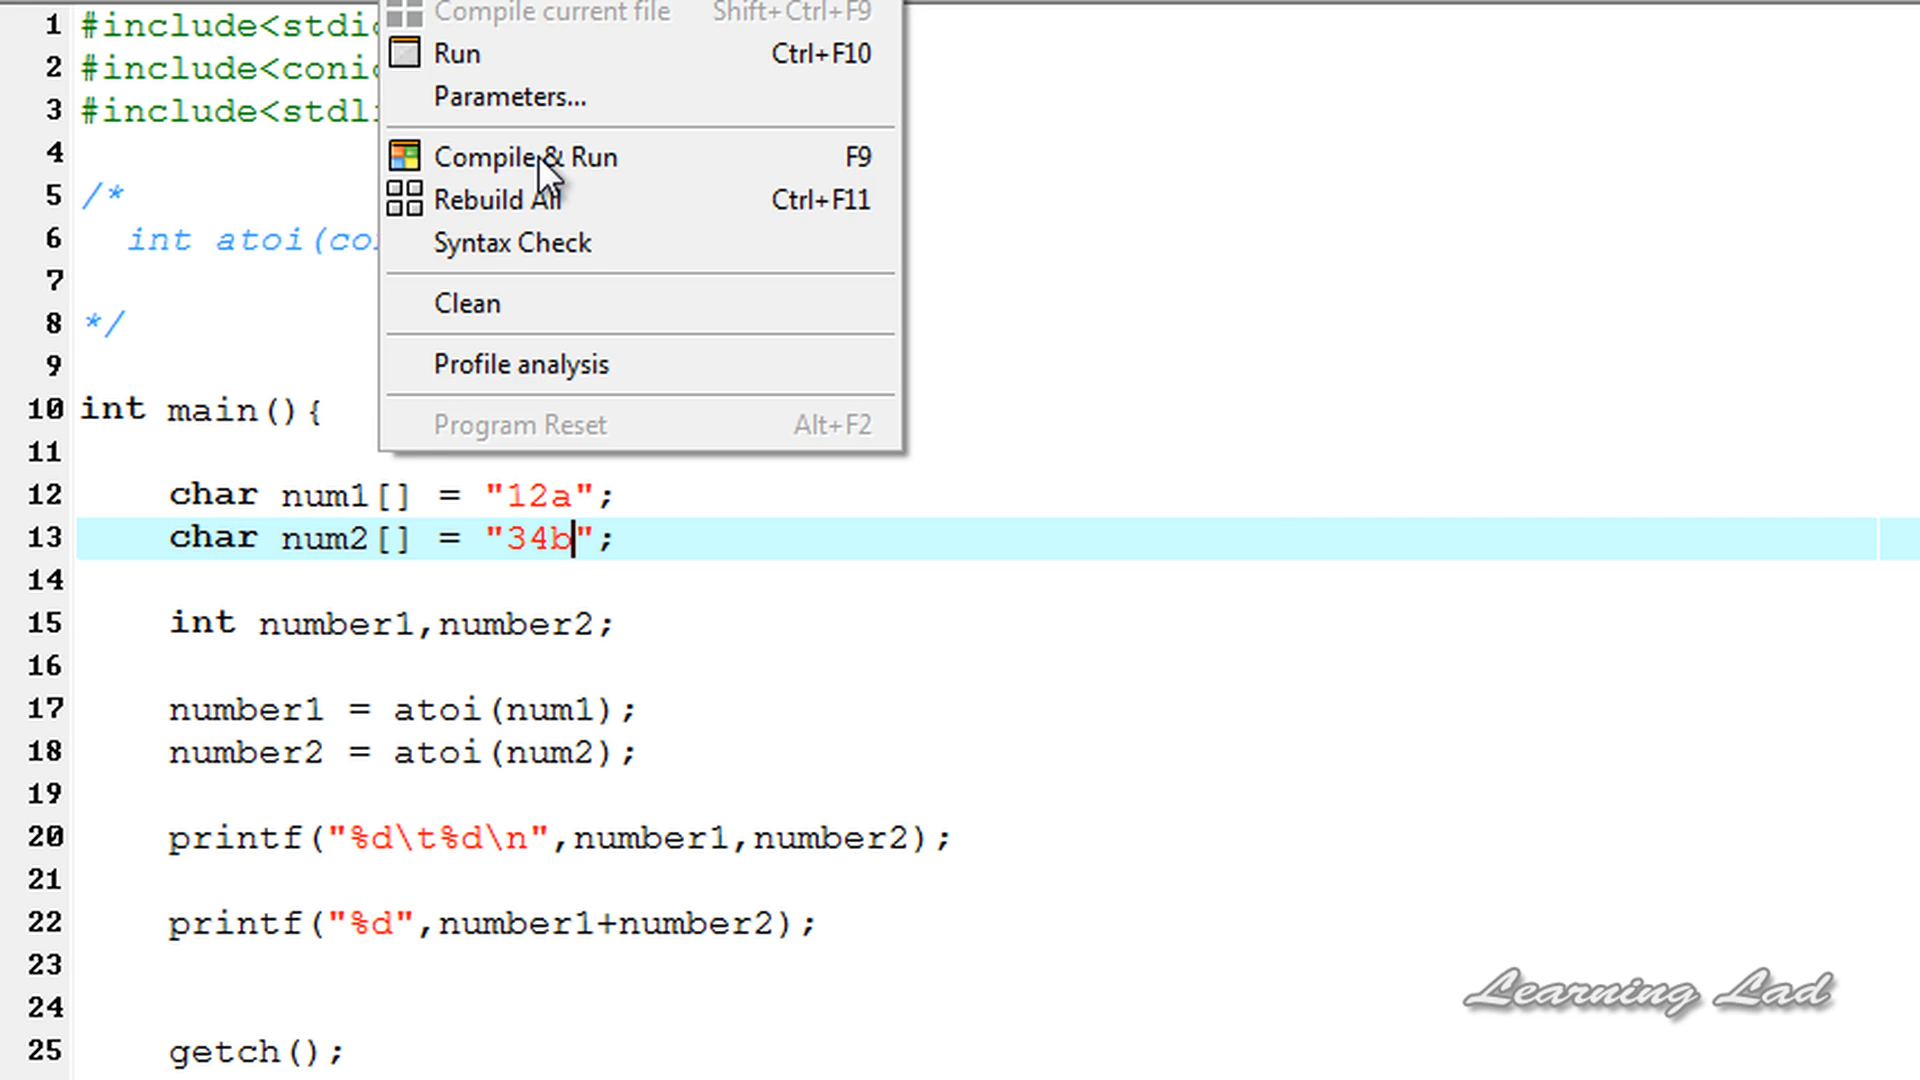 Compile current file Shift+Ctrl+F9
Run Ctrl+F10
Parameters...
Compile & Run F9
Rebuild All Ctrl+F11
Syntax Check
Clean
Profile analysis
Program Reset Alt+F2
1 #include<stdi
2 #include<coni
3 #include<stdl
4
5 /*
6 int atoi(co
7
8 */
9
10 int main(){
11
12 char num1[] = "12a";
13 char num2[] = "34b";
14
15 int number1,number2;
16
17 number1 = atoi(num1);
18 number2 = atoi(num2);
19
20 printf("%d\t%d\n",number1,number2);
21
22 printf("%d",number1+number2);
23
24
25 getch();
Learning Lad